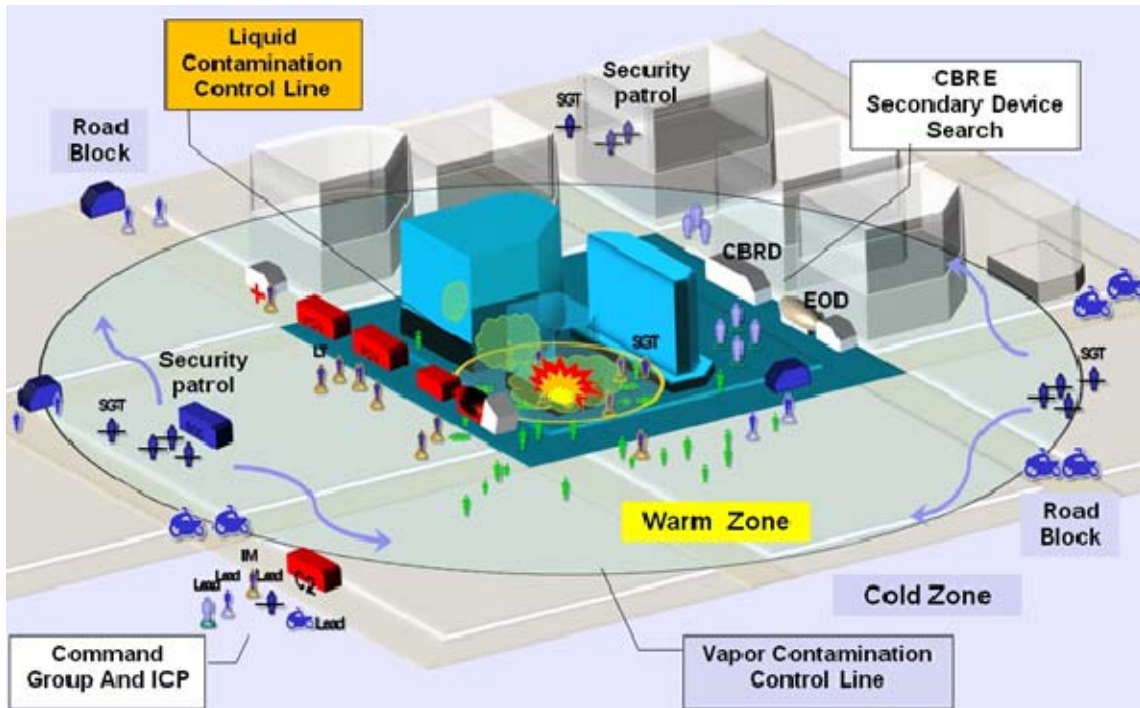 Liquid
Contamination
Control Line
Security
patrol
SGT
CBRE
Secondary Device
Search
Road
Block
CBRD
EOD
LT
SGT
Security
patrol
SGT
SGT
Road
Block
Warm Zone
Cold Zone
IM
Lead
Lead
Lead
C2
Lead
Command
Group And ICP
Vapor Contamination
Control Line